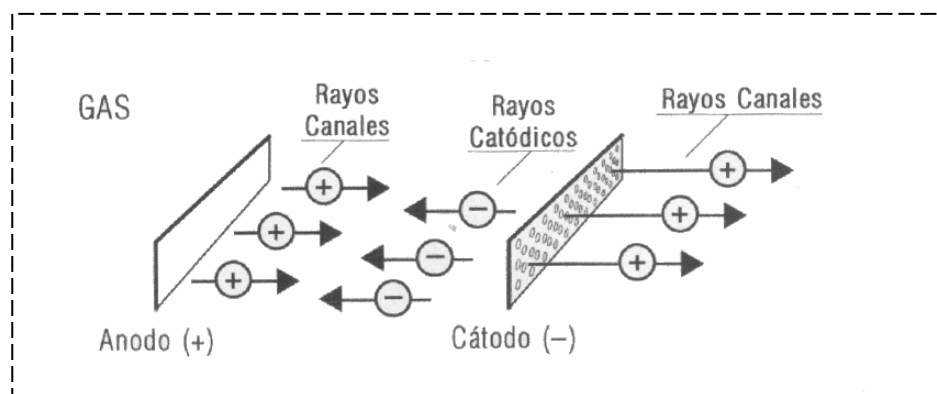 GAS
Rayos
Canales
Rayos
Catódicos
Rayos Canales
+
+
+
−
−
−
+
+
+
Anodo (+)
Cátodo (−)